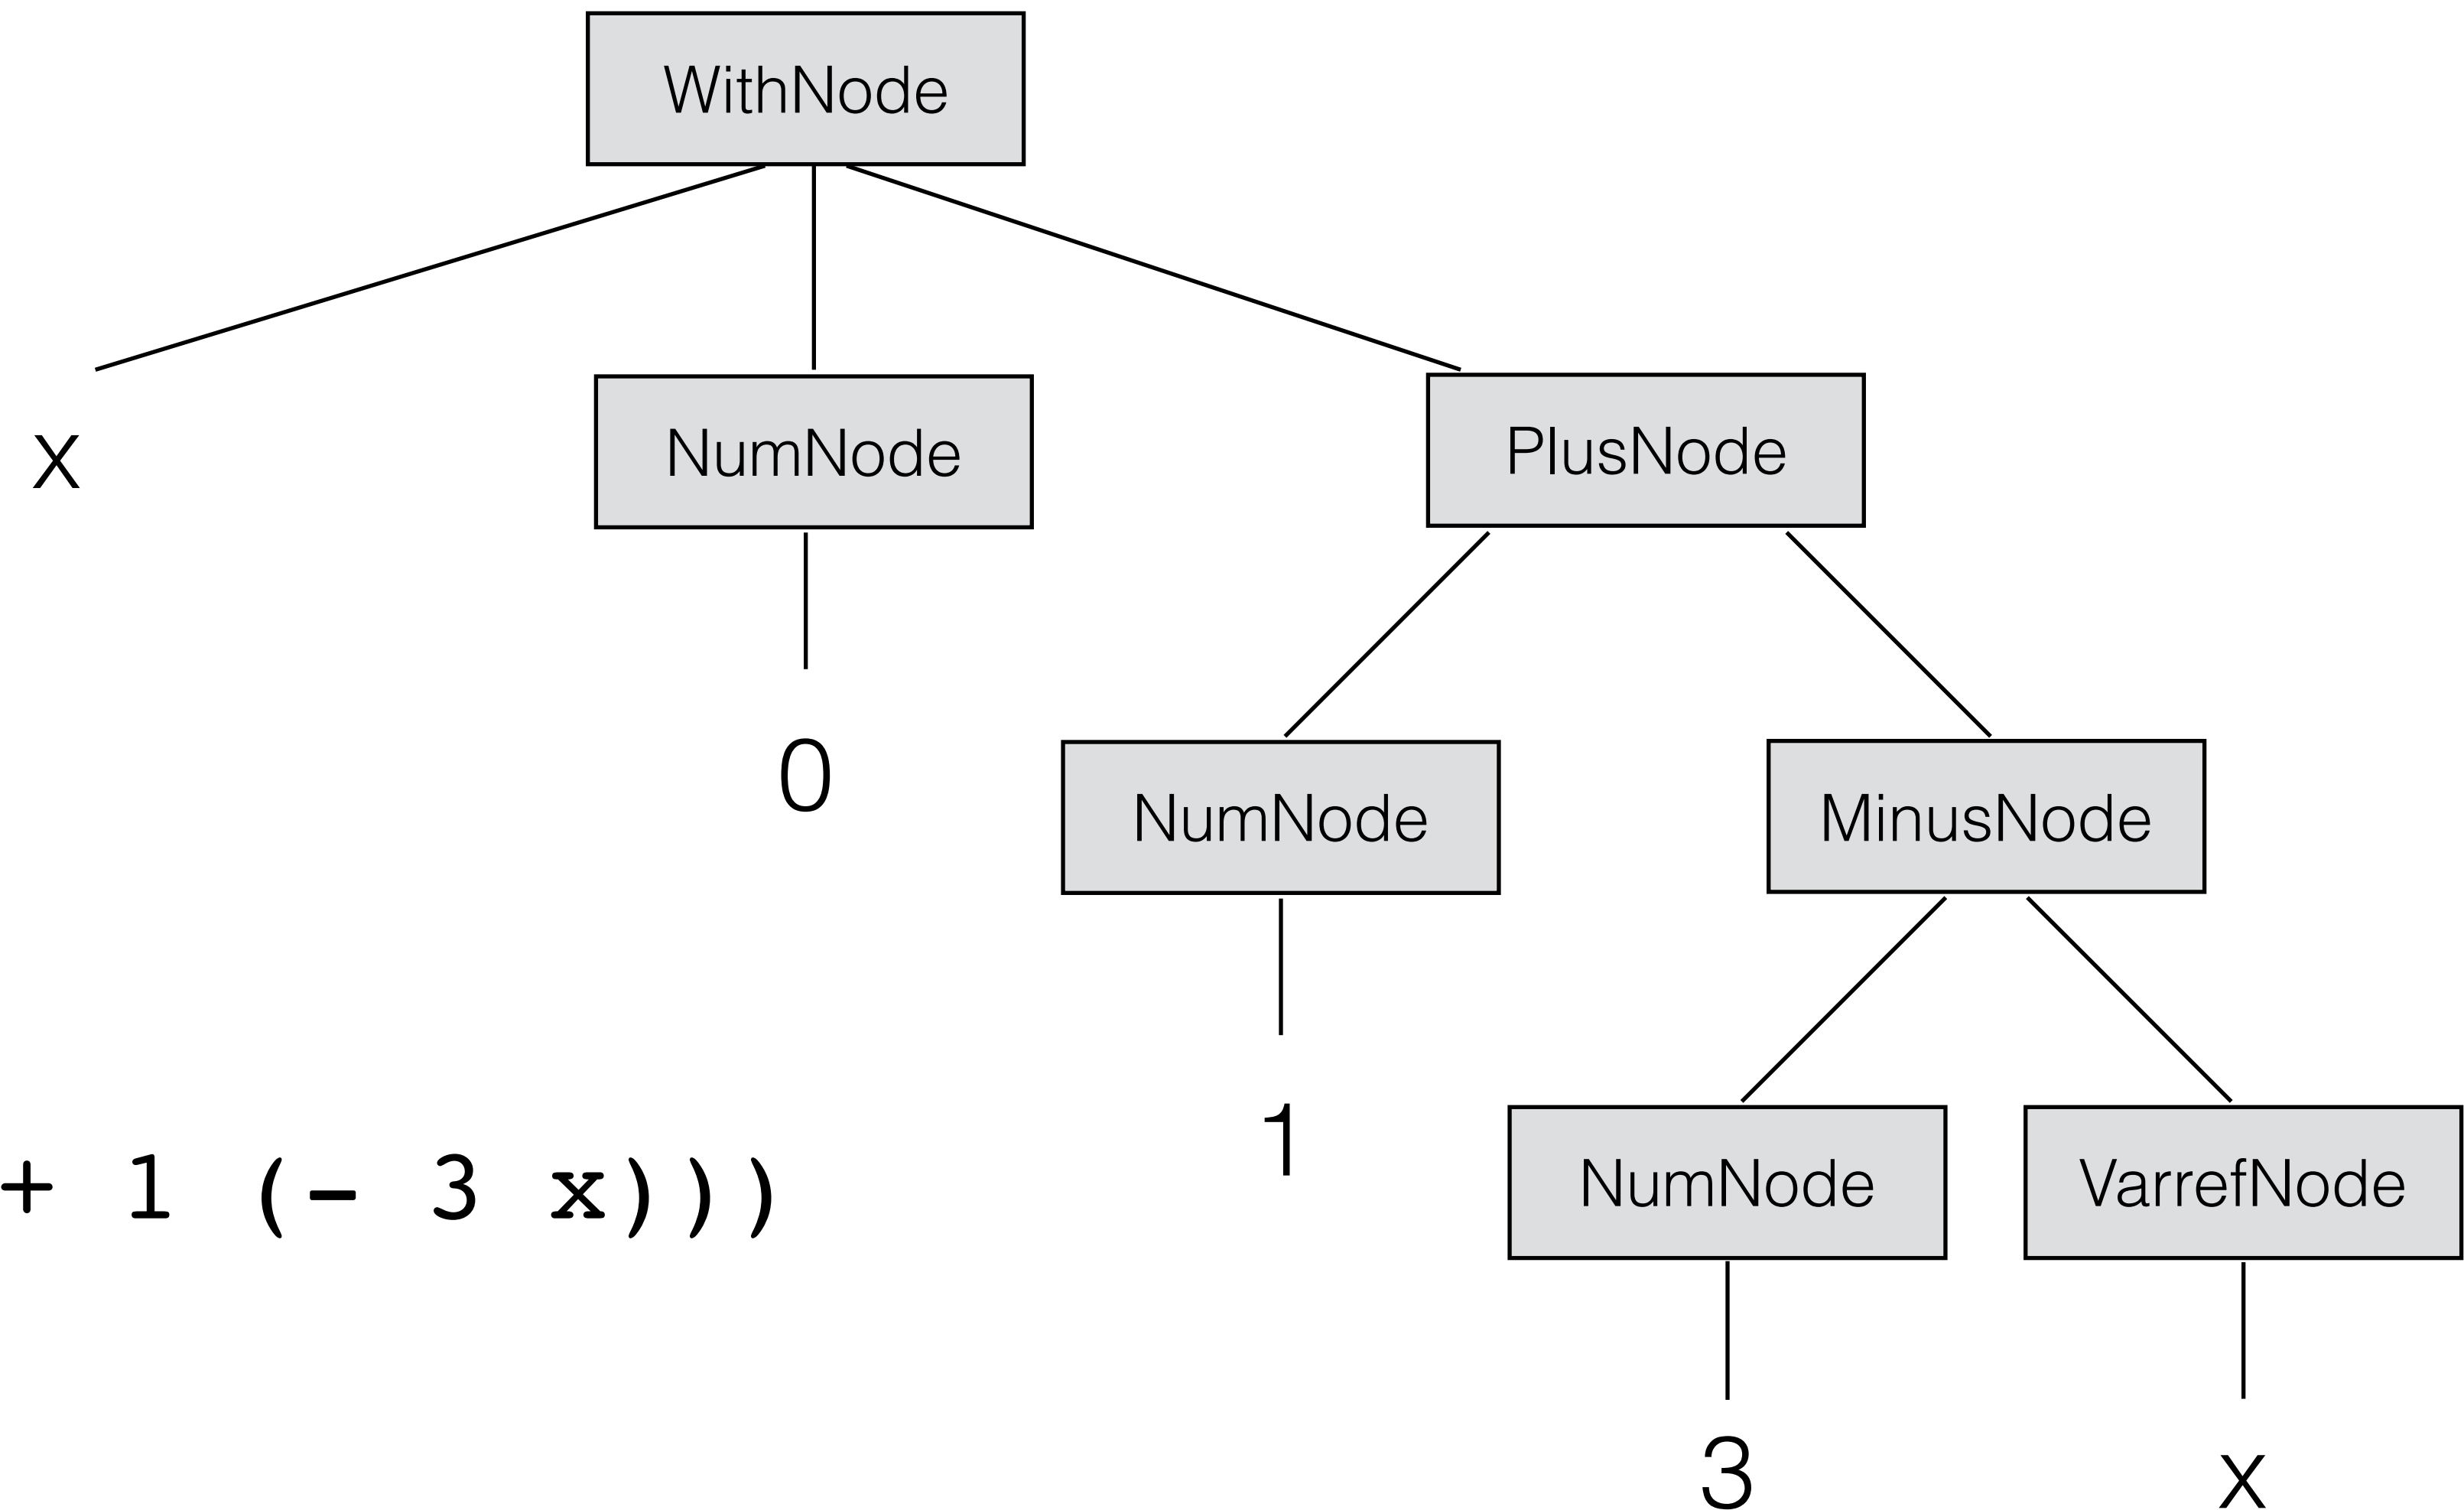 WithNode
x
NumNode
PlusNode
0
NumNode
MinusNode
1
+ 1 (- 3 x)))
NumNode
VarrefNode
3
x